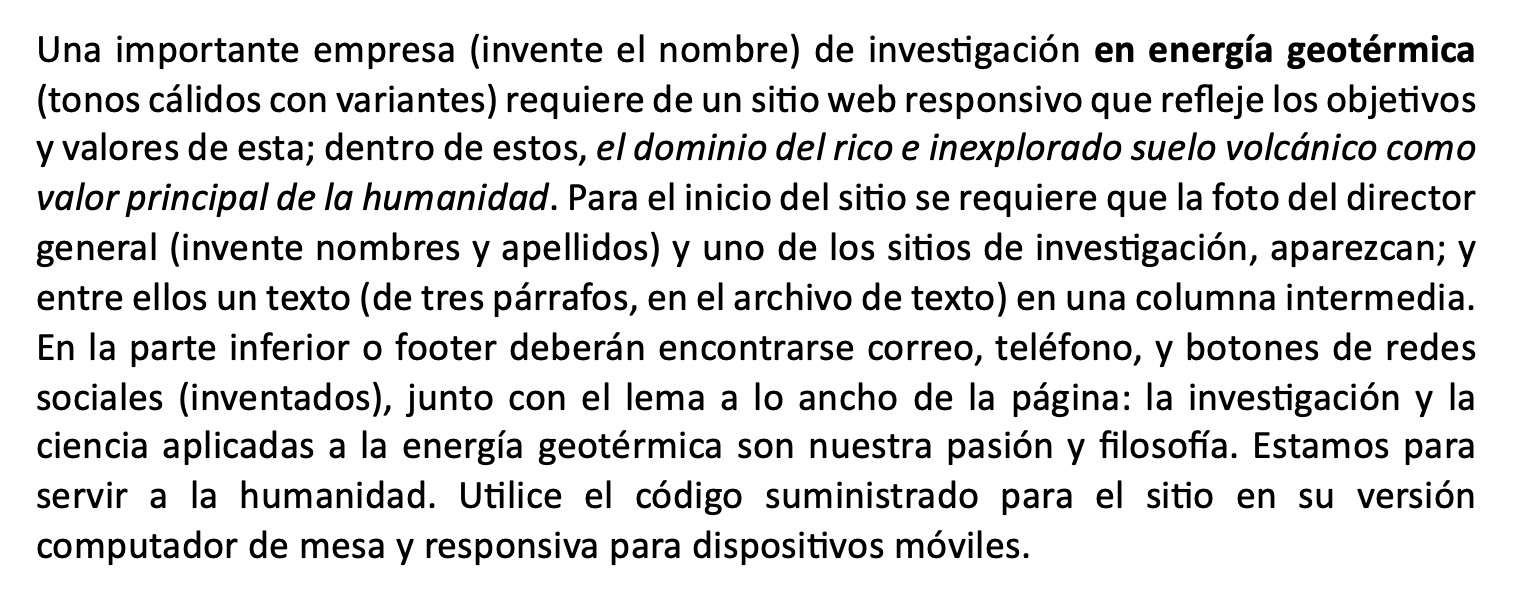 Una importante empresa (invente el nombre) de investigación en energía geotérmica
(tonos cálidos con variantes) requiere de un sitio web responsivo que refleje los objetivos
y valores de esta; dentro de estos, el dominio del rico e inexplorado suelo volcánico como
valor principal de la humanidad. Para el inicio del sitio se requiere que la foto del director
general (invente nombres y apellidos) y uno de los sitios de investigación, aparezcan; y
entre ellos un texto (de tres párrafos, en el archivo de texto) en una columna intermedia.
En la parte inferior o footer deberán encontrarse correo, teléfono, y botones de redes
sociales (inventados), junto con el lema a lo ancho de la página: la investigación y la
ciencia aplicadas a la energía geotérmica son nuestra pasión y filosofía. Estamos para
servir a la humanidad. Utilice el código suministrado para el sitio en su versión
computador de mesa y responsiva para dispositivos móviles.